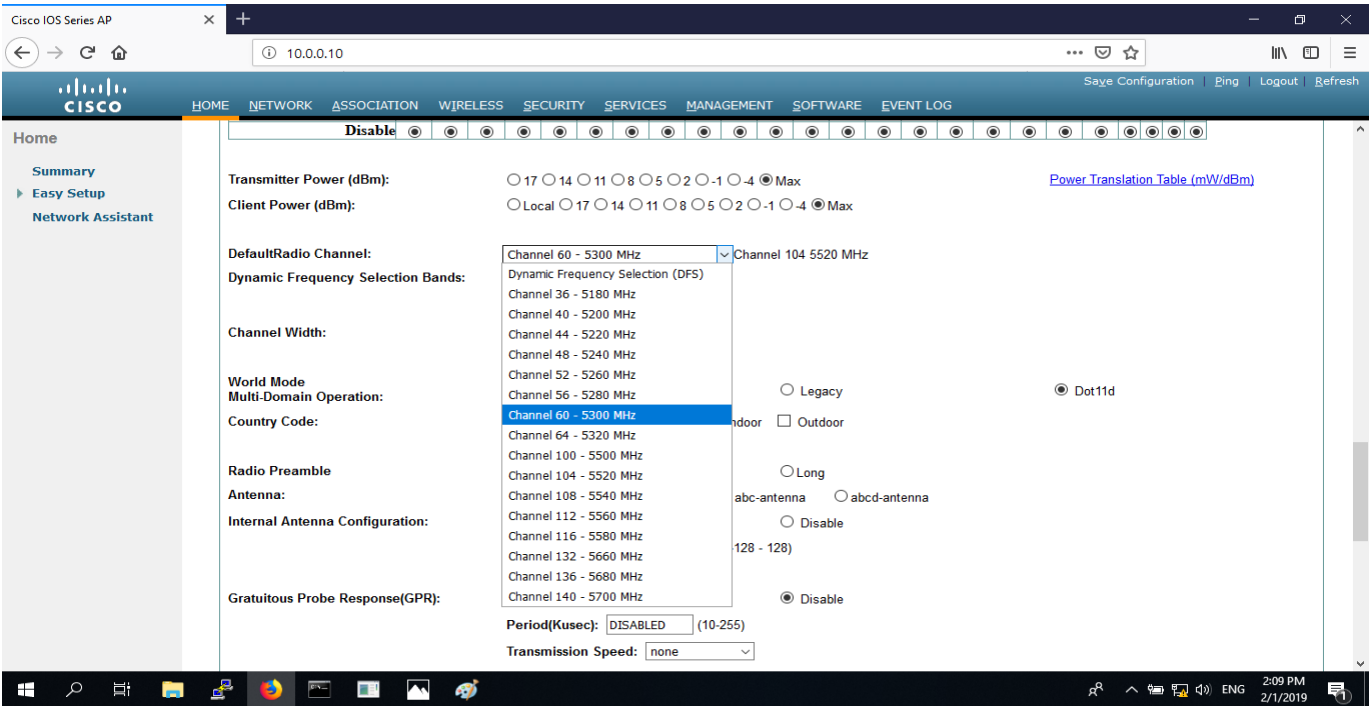 Cisco IOS Series AP
10.0.0.10
Save Configuration | Ping | Logout | Refresh
CISCO
HOME NETWORK ASSOCIATION WIRELESS SECURITY SERVICES MANAGEMENT SOFTWARE EVENT LOG
Home
Summary
Easy Setup
Network Assistant
Disable
Transmitter Power (dBm): 17 14 11 8 5 2 -1 -4 Max Power Translation Table (mW/dBm)
Client Power (dBm): Local 17 14 11 8 5 2 -1 -4 Max
DefaultRadio Channel: Channel 60 - 5300 MHz Channel 104 5520 MHz
Dynamic Frequency Selection Bands:
Dynamic Frequency Selection (DFS)
Channel 36 - 5180 MHz
Channel 40 - 5200 MHz
Channel 44 - 5220 MHz
Channel 48 - 5240 MHz
Channel 52 - 5260 MHz
Channel 56 - 5280 MHz
Channel 60 - 5300 MHz
Channel 64 - 5320 MHz
Channel 100 - 5500 MHz
Channel 104 - 5520 MHz
Channel 108 - 5540 MHz
Channel 112 - 5560 MHz
Channel 116 - 5580 MHz
Channel 132 - 5660 MHz
Channel 136 - 5680 MHz
Channel 140 - 5700 MHz
Channel Width:
World Mode
Multi-Domain Operation: Legacy Dot11d
Country Code: ndoor Outdoor
Radio Preamble Long
Antenna: abc-antenna abcd-antenna
Internal Antenna Configuration: Disable
-128 - 128)
Gratuitous Probe Response(GPR): Disable
Period(Kusec): DISABLED (10-255)
Transmission Speed: none
ENG
2:09 PM
2/1/2019
1